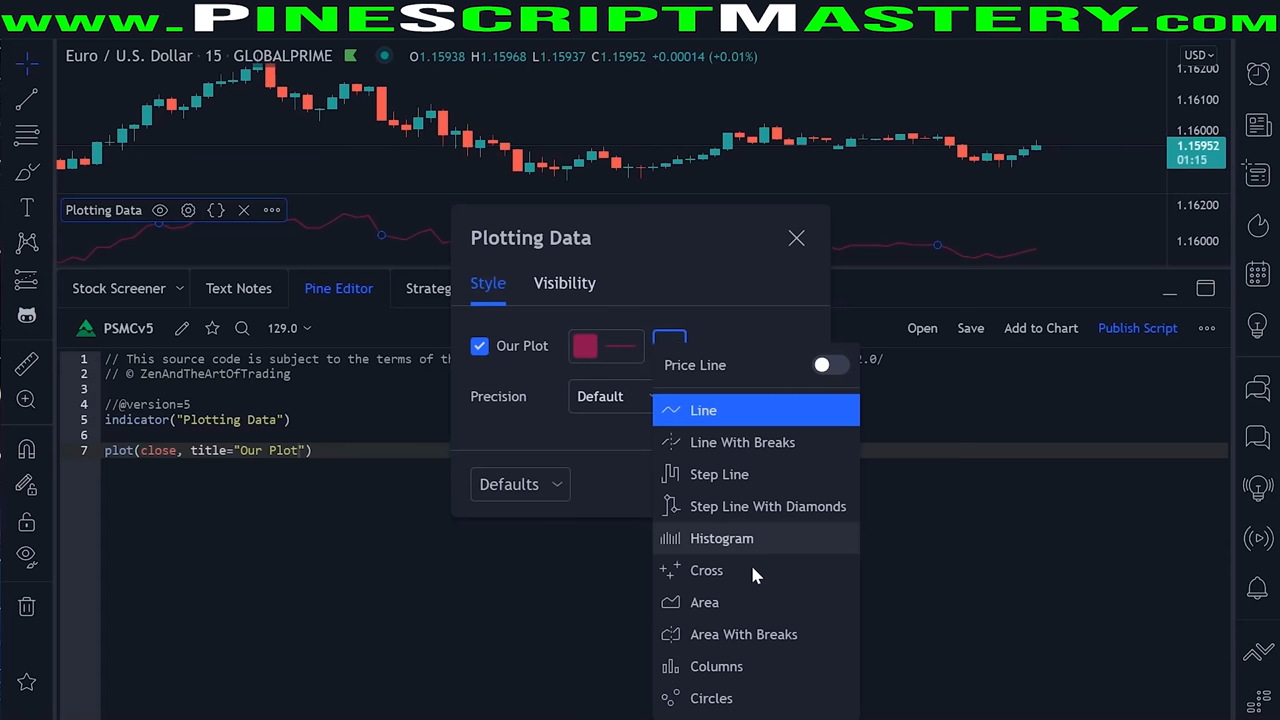 www.PineScriptMastery.com
Euro / U.S. Dollar · 15 · GLOBALPRIME O1.15938 H1.15968 L1.15937 C1.15952 +0.00014 (+0.01%)
USD
1.16200
1.16100
1.16000
1.15952
01:15
Plotting Data
1.16200
1.16000
Plotting Data
Style Visibility
Stock Screener Text Notes Pine Editor Strateg
PSMCv5 129.0 Open Save Add to Chart Publish Script
Our Plot
Precision Default
Defaults
Price Line
Line
Line With Breaks
Step Line
Step Line With Diamonds
Histogram
Cross
Area
Area With Breaks
Columns
Circles
1 // This source code is subject to the terms of th 2.0/
2 // © ZenAndTheArtOfTrading
3
4 //@version=5
5 indicator("Plotting Data")
6
7 plot(close, title="Our Plot")